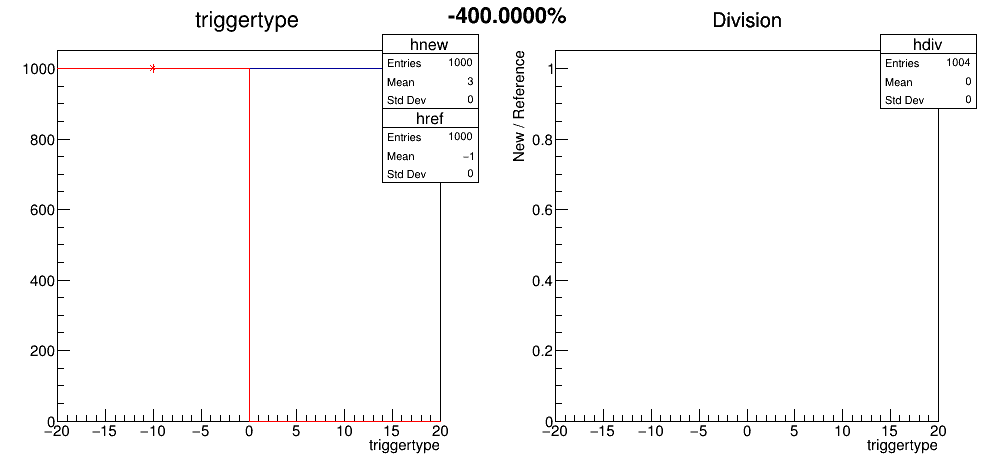 -400.0000%
triggertype
hnew
Entries 1000
Mean 3
Std Dev 0
href
Entries 1000
Mean −1
Std Dev 0
1000
800
600
400
200
0
−20 −15 −10 −5 0 5 10 15 20
triggertype
Division
hdiv
Entries 1004
Mean 0
Std Dev 0
New / Reference
1
0.8
0.6
0.4
0.2
0
−20 −15 −10 −5 0 5 10 15 20
triggertype